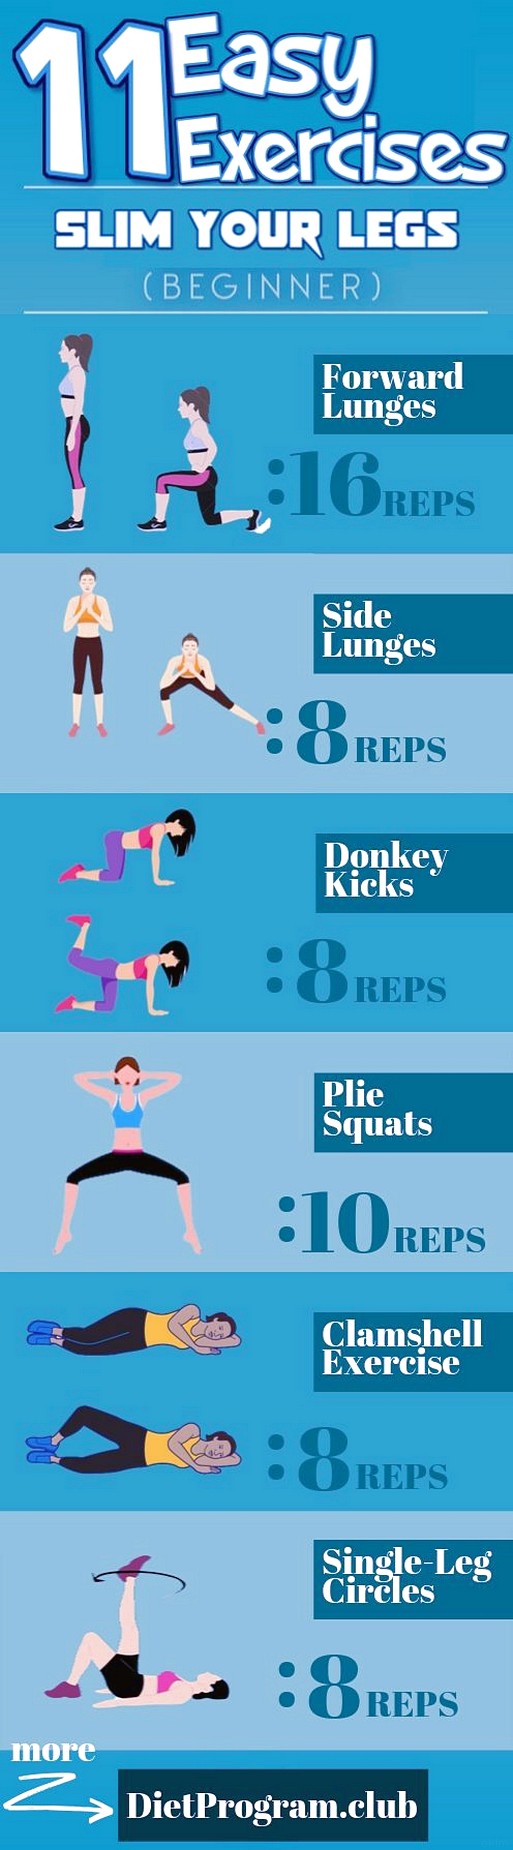 11 Easy
Exercises
SLIM YOUR LEGS
(BEGINNER)
Forward
Lunges
:16 REPS
Side
Lunges
:8 REPS
Donkey
Kicks
:8 REPS
Plie
Squats
:10 REPS
Clamshell
Exercise
:8 REPS
Single-Leg
Circles
:8 REPS
more
DietProgram.club